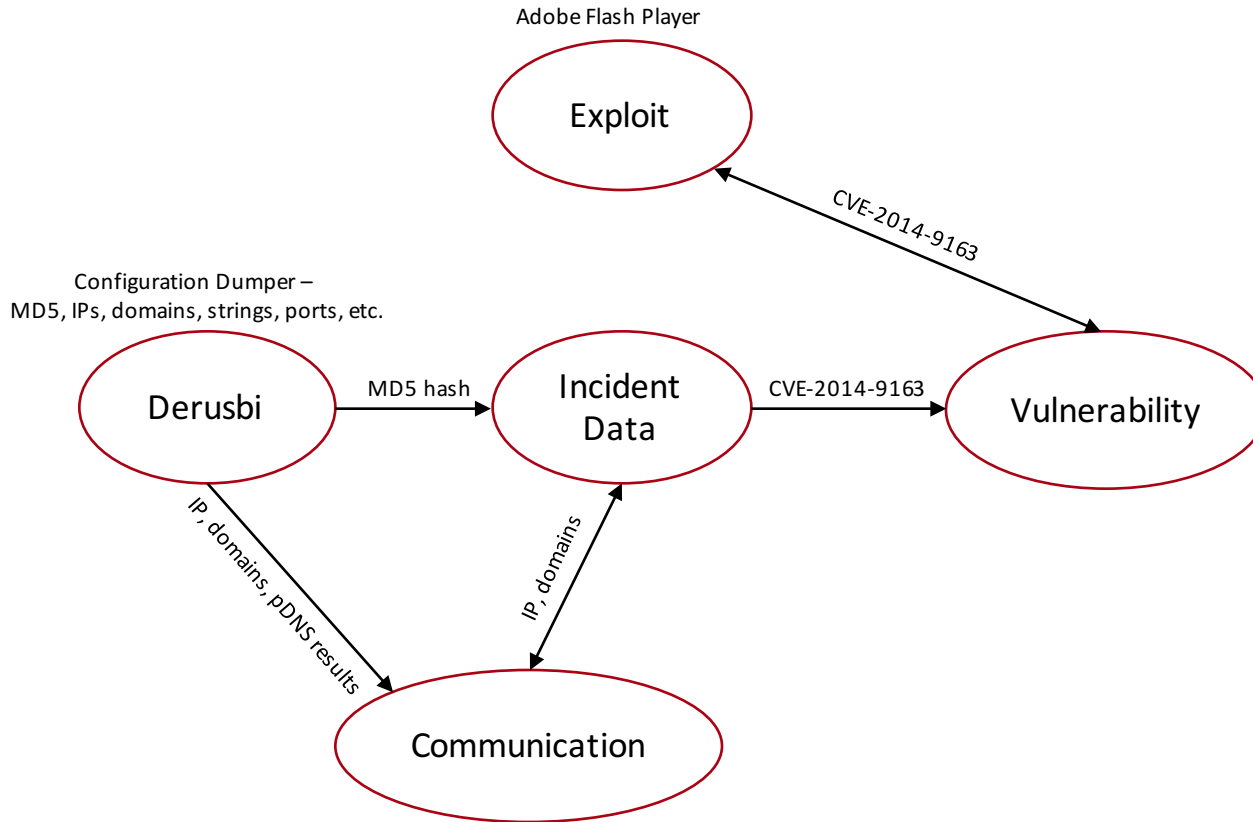 Adobe Flash Player
Exploit
CVE-2014-9163
Configuration Dumper –
MD5, IPs, domains, strings, ports, etc.
Derusbi
MD5 hash
Incident
Data
CVE-2014-9163
Vulnerability
IP, domains, pDNS results
IP, domains
Communication